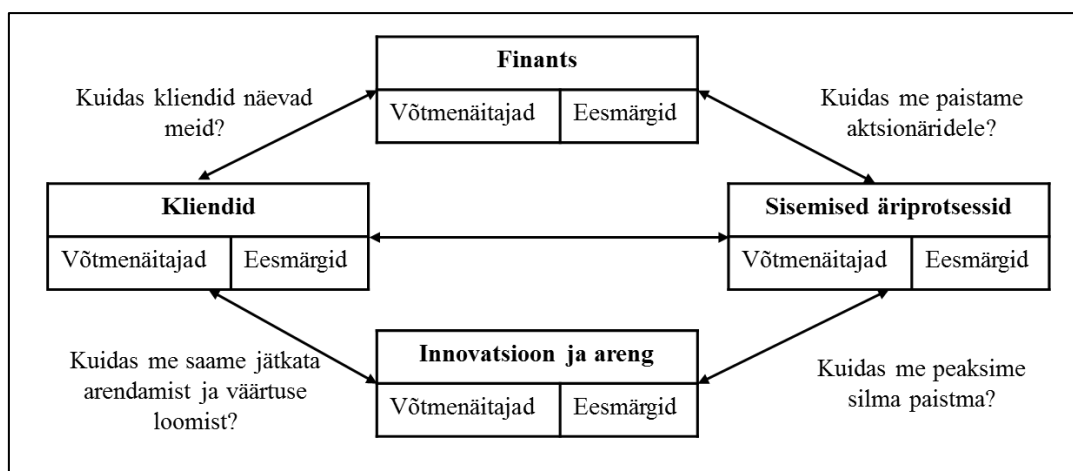 Finants
Võtmenäitajad Eesmärgid
Kuidas kliendid näevad
meid?
Kuidas me paistame
aktsionäridele?
Kliendid
Võtmenäitajad Eesmärgid
Sisemised äriprotsessid
Võtmenäitajad Eesmärgid
Innovatsioon ja areng
Võtmenäitajad Eesmärgid
Kuidas me saame jätkata
arendamist ja väärtuse
loomist?
Kuidas me peaksime
silma paistma?